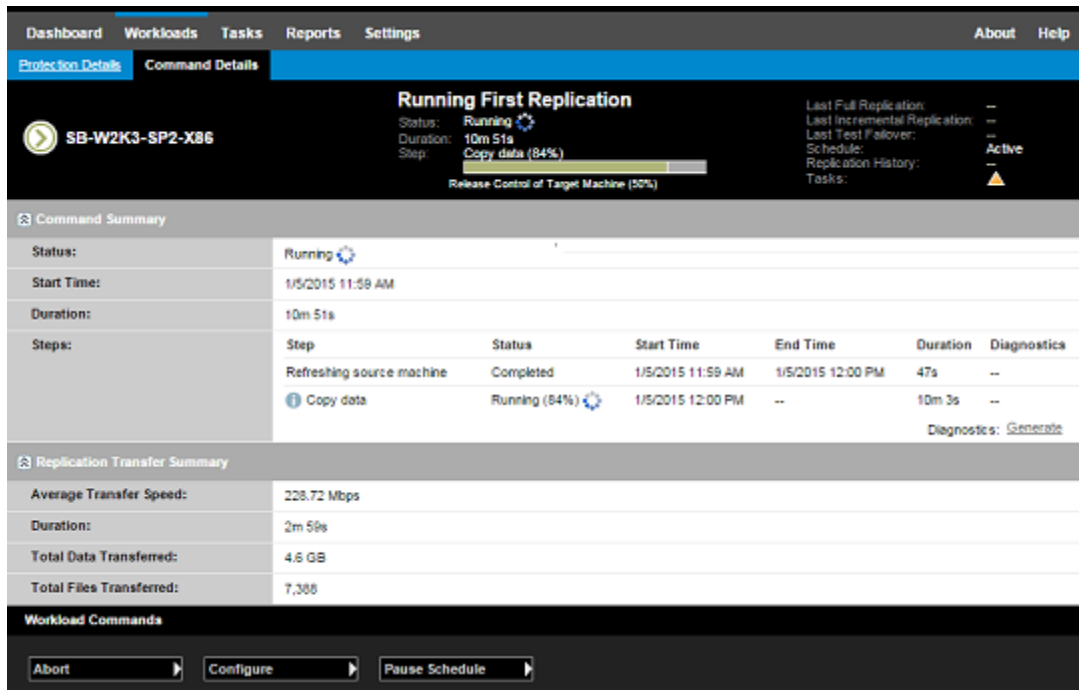 Dashboard Workloads Tasks Reports Settings About Help
Protection Details Command Details
SB-W2K3-SP2-X86
Running First Replication
Status: Running
Duration: 10m 51s
Step: Copy data (84%)
Release Control of Target Machine (50%)
Last Full Replication: --
Last Incremental Replication: --
Last Test Failover: --
Schedule: Active
Replication History: --
Tasks:
Command Summary
Status: Running
Start Time: 1/5/2015 11:59 AM
Duration: 10m 51s
Steps: Step Status Start Time End Time Duration Diagnostics
Refreshing source machine Completed 1/5/2015 11:59 AM 1/5/2015 12:00 PM 47s --
Copy data Running (84%) 1/5/2015 12:00 PM -- 10m 3s --
Diagnostics: Generate
Replication Transfer Summary
Average Transfer Speed: 228.72 Mbps
Duration: 2m 59s
Total Data Transferred: 4.6 GB
Total Files Transferred: 7,388
Workload Commands
Abort Configure Pause Schedule